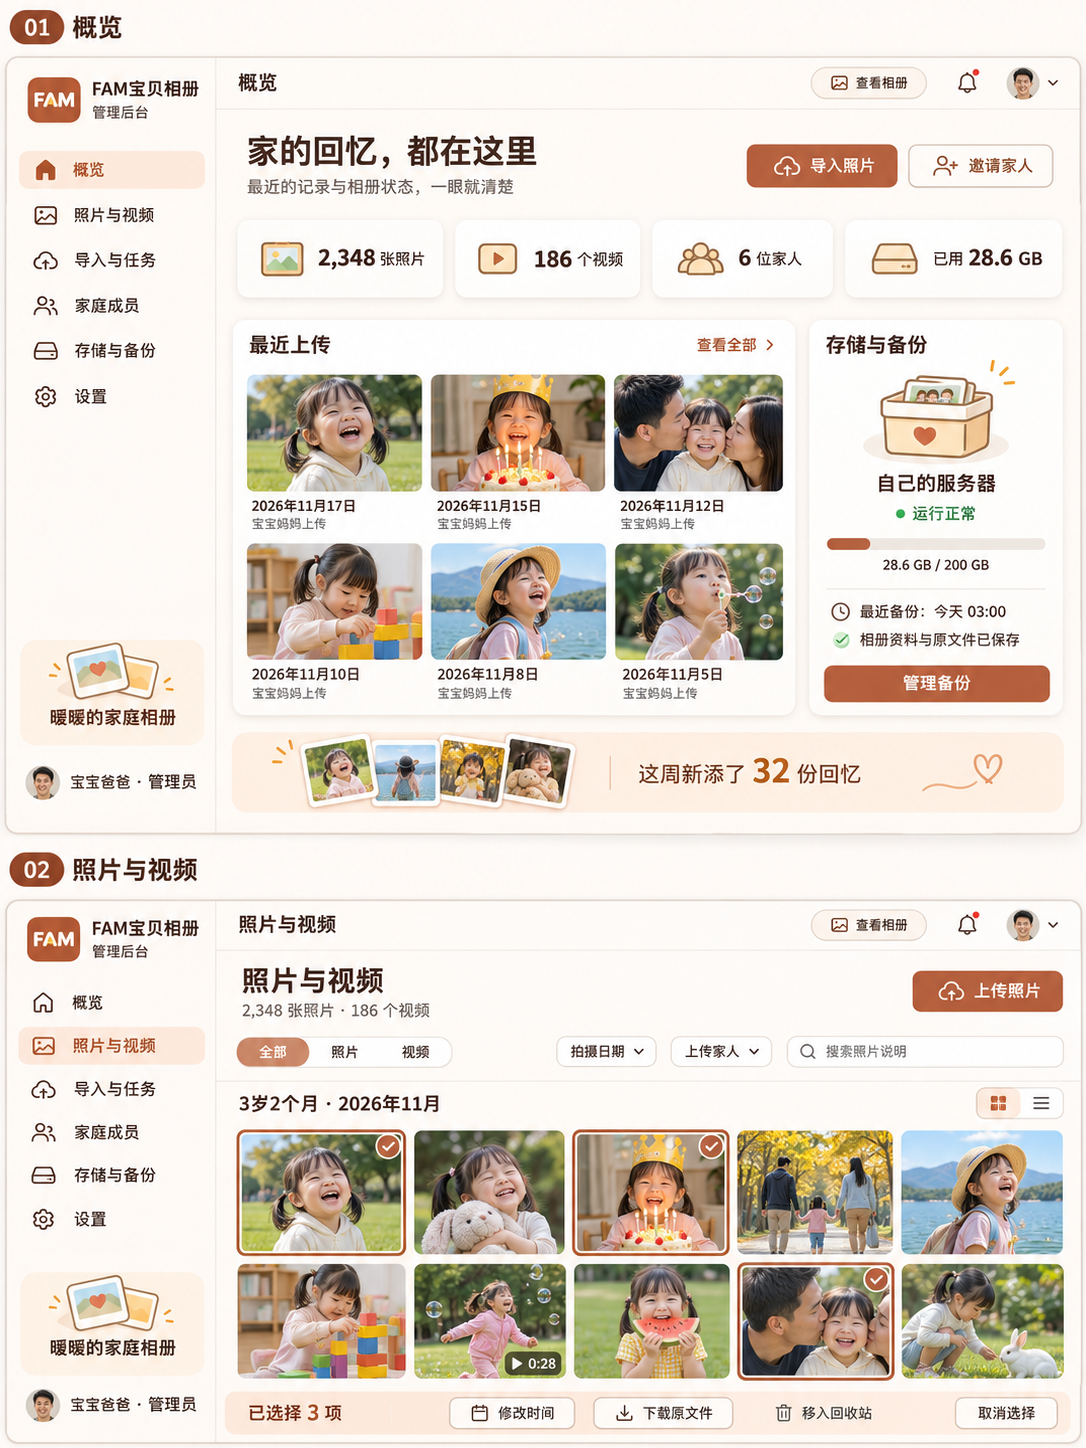 01 概览
FAM
FAM宝贝相册
管理后台
概览
照片与视频
导入与任务
家庭成员
存储与备份
设置
暖暖的家庭相册
宝宝爸爸 · 管理员
概览
查看相册
家的回忆，都在这里
最近的记录与相册状态，一眼就清楚
导入照片
邀请家人
2,348 张照片
186 个视频
6 位家人
已用 28.6 GB
最近上传
查看全部
2026年11月17日
宝宝妈妈上传
2026年11月15日
宝宝妈妈上传
2026年11月12日
宝宝妈妈上传
2026年11月10日
宝宝妈妈上传
2026年11月8日
宝宝妈妈上传
2026年11月5日
宝宝妈妈上传
存储与备份
自己的服务器
运行正常
28.6 GB / 200 GB
最近备份：今天 03:00
相册资料与原文件已保存
管理备份
这周新添了 32 份回忆
02 照片与视频
FAM
FAM宝贝相册
管理后台
概览
照片与视频
导入与任务
家庭成员
存储与备份
设置
暖暖的家庭相册
宝宝爸爸 · 管理员
照片与视频
查看相册
照片与视频
2,348 张照片 · 186 个视频
上传照片
全部
照片
视频
拍摄日期
上传家人
搜索照片说明
3岁2个月 · 2026年11月
0:28
已选择 3 项
修改时间
下载原文件
移入回收站
取消选择